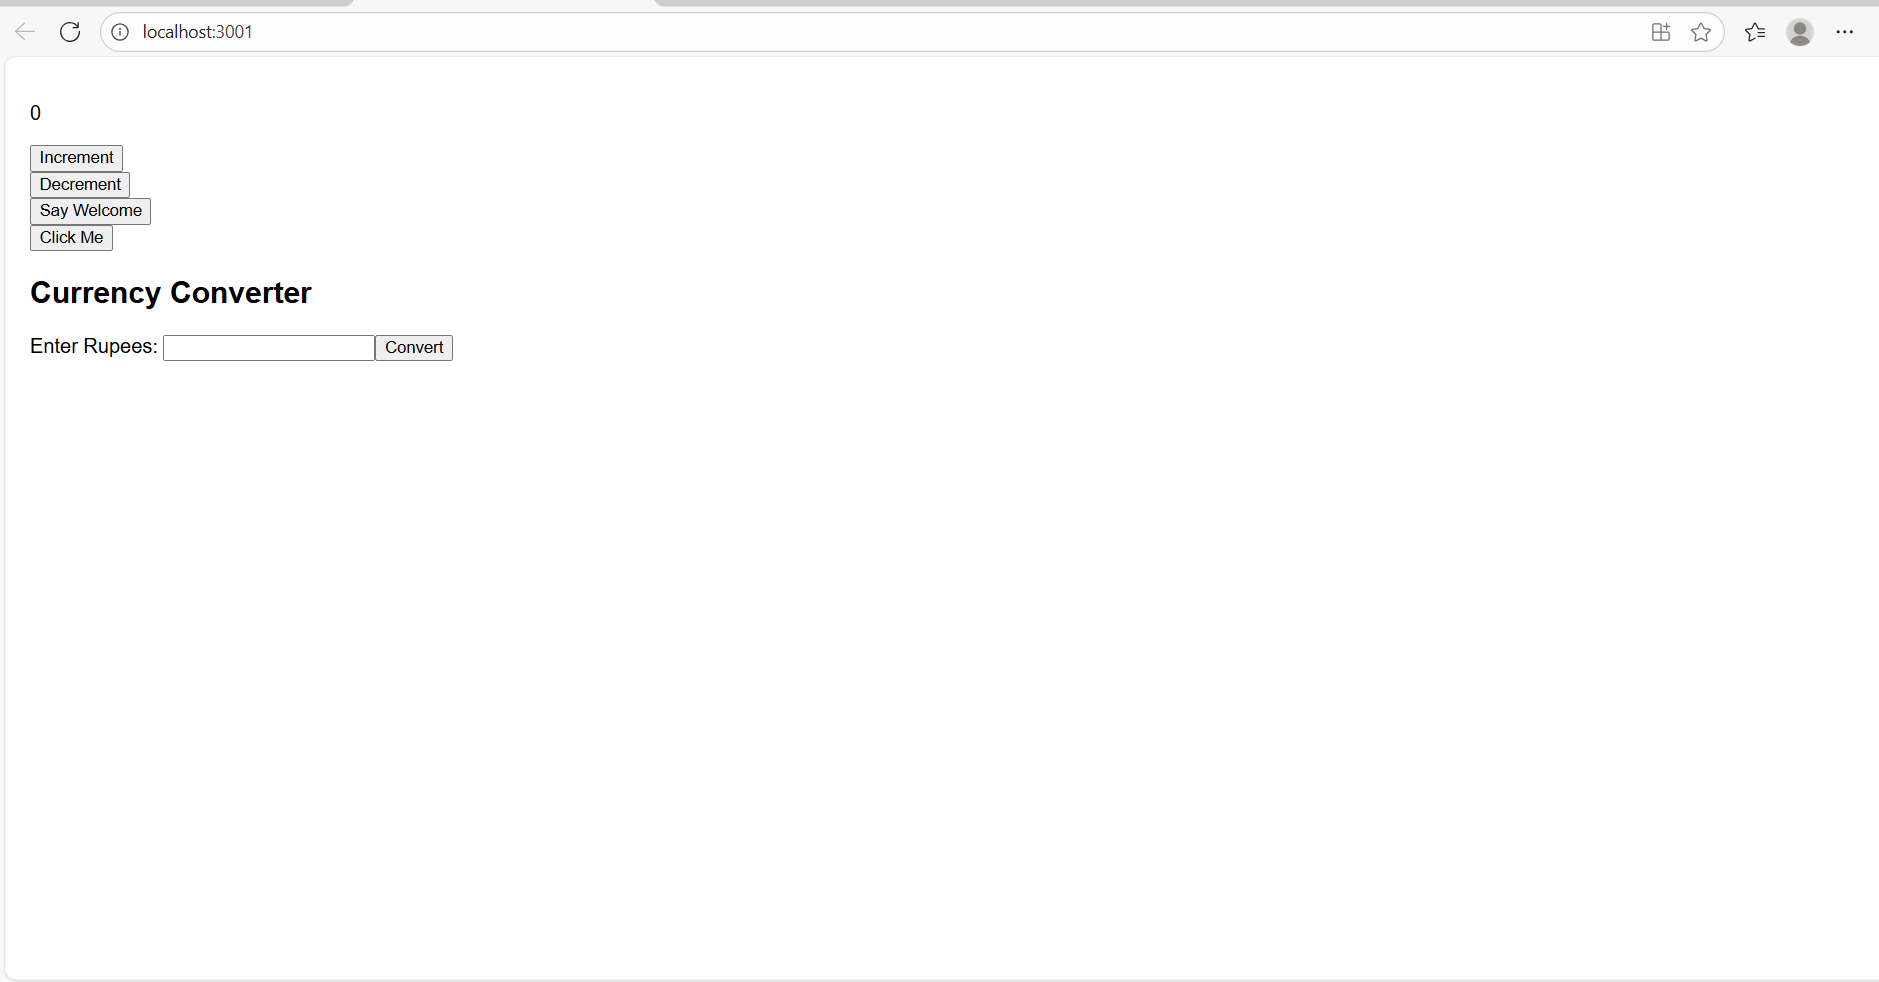 localhost:3001
0
Increment
Decrement
Say Welcome
Click Me
Currency Converter
Enter Rupees: Convert